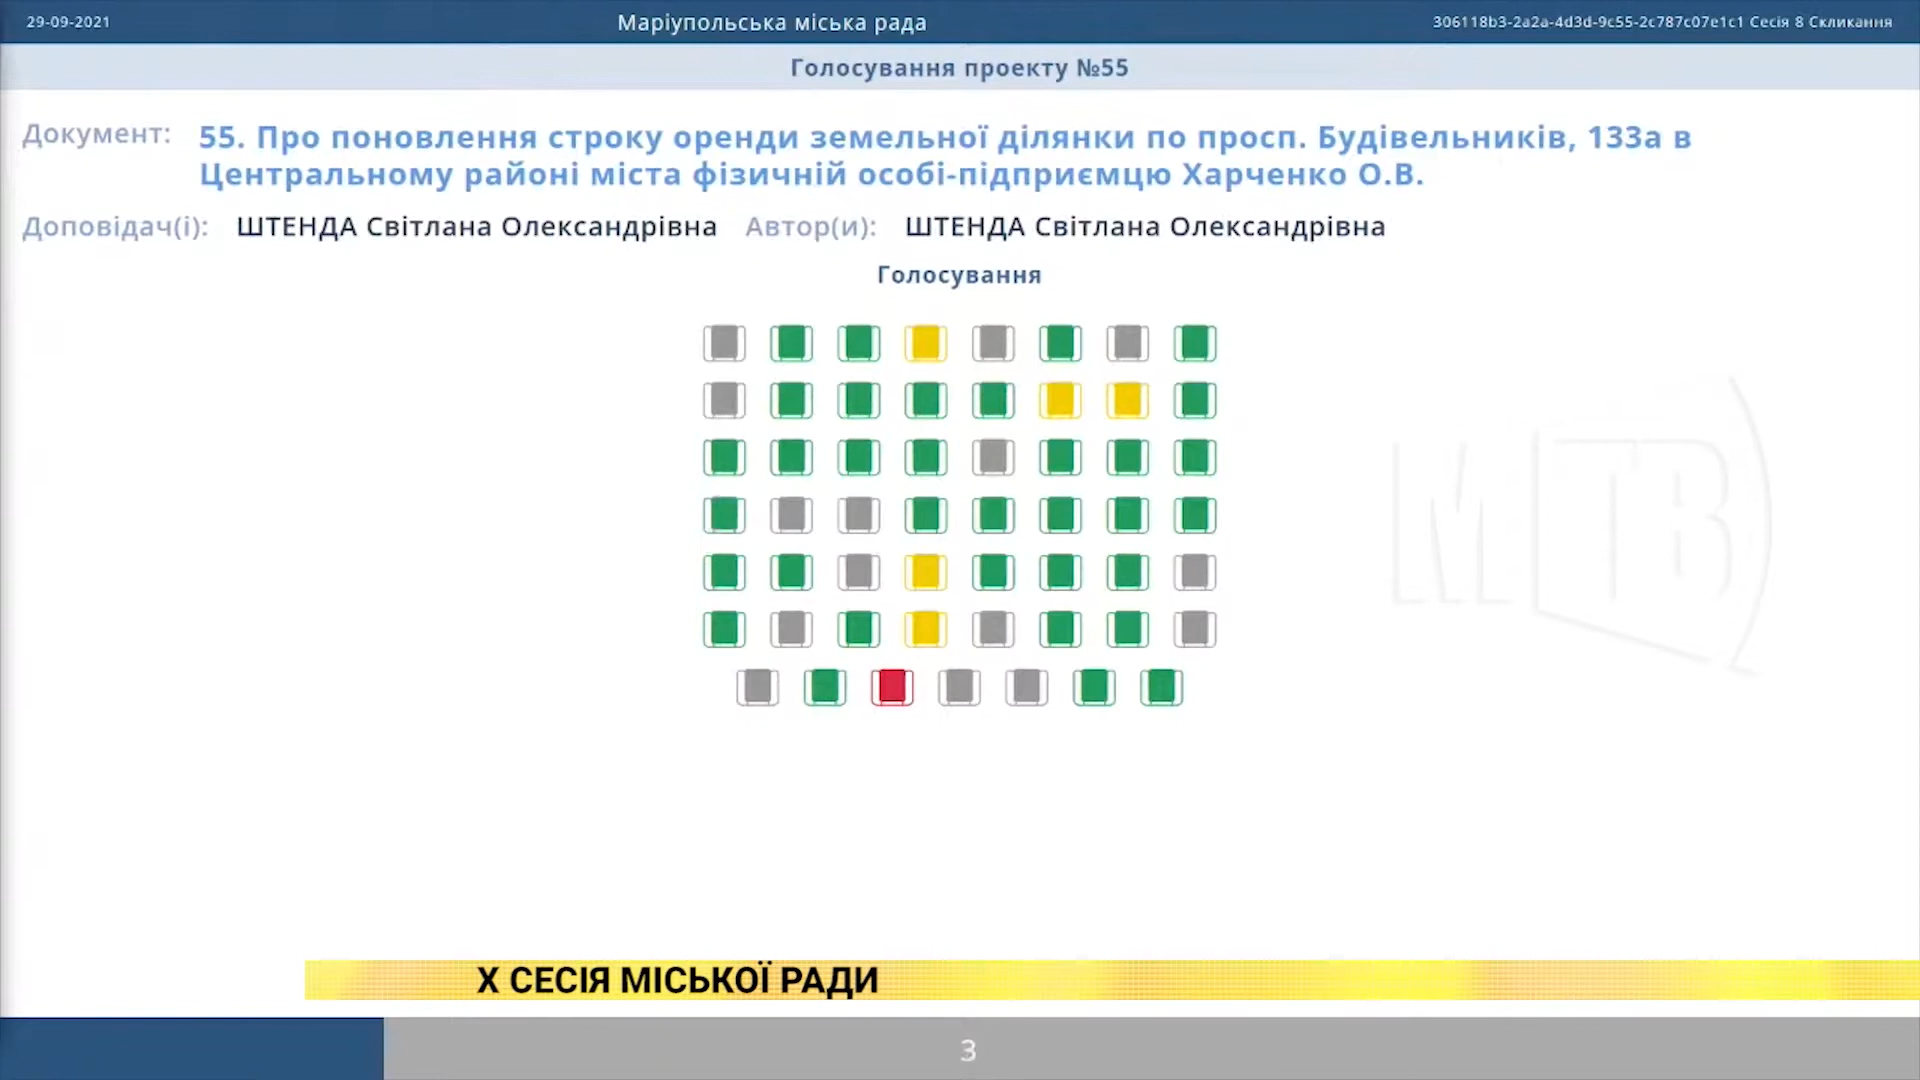 29-09-2021
Маріупольська міська рада
306118b3-2a2a-4d3d-9c55-2c787c07e1c1 Сесія 8 Скликання
Голосування проекту №55
Документ: 55. Про поновлення строку оренди земельної ділянки по просп. Будівельників, 133а в
Центральному районі міста фізичній особі-підприємцю Харченко О.В.
Доповідач(і): ШТЕНДА Світлана Олександрівна Автор(и): ШТЕНДА Світлана Олександрівна
Голосування
МТВ
X СЕСІЯ МІСЬКОЇ РАДИ
3